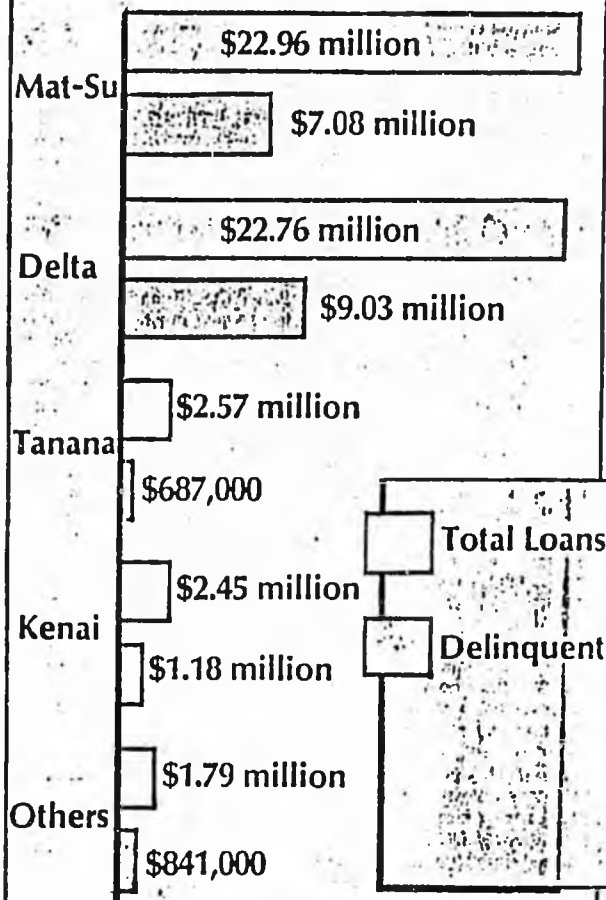 $22.96 million
Mat-Su
$7.08 million
$22.76 million
Delta
$9.03 million
$2.57 million
Tanana
$687,000
$2.45 million
Kenai
$1.18 million
$1.79 million
Others
$841,000
Total Loans
Delinquent